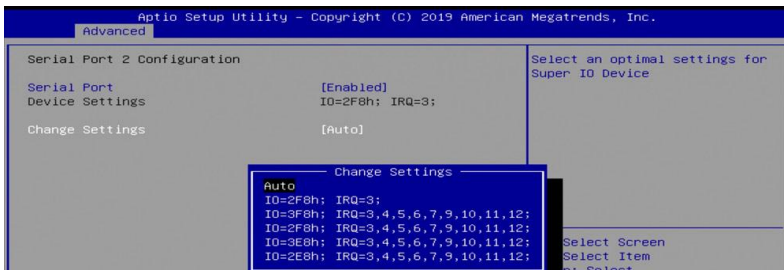 Aptio Setup Utility – Copyright (C) 2019 American Megatrends, Inc.
Advanced
Serial Port 2 Configuration
Select an optimal settings for
Super IO Device
Serial Port [Enabled]
Device Settings IO=2F8h; IRQ=3;
Change Settings [Auto]
Change Settings
Auto
IO=2F8h; IRQ=3;
IO=3F8h; IRQ=3,4,5,6,7,9,10,11,12;
IO=2F8h; IRQ=3,4,5,6,7,9,10,11,12;
IO=3E8h; IRQ=3,4,5,6,7,9,10,11,12;
IO=2E8h; IRQ=3,4,5,6,7,9,10,11,12;
Select Screen
Select Item
Select